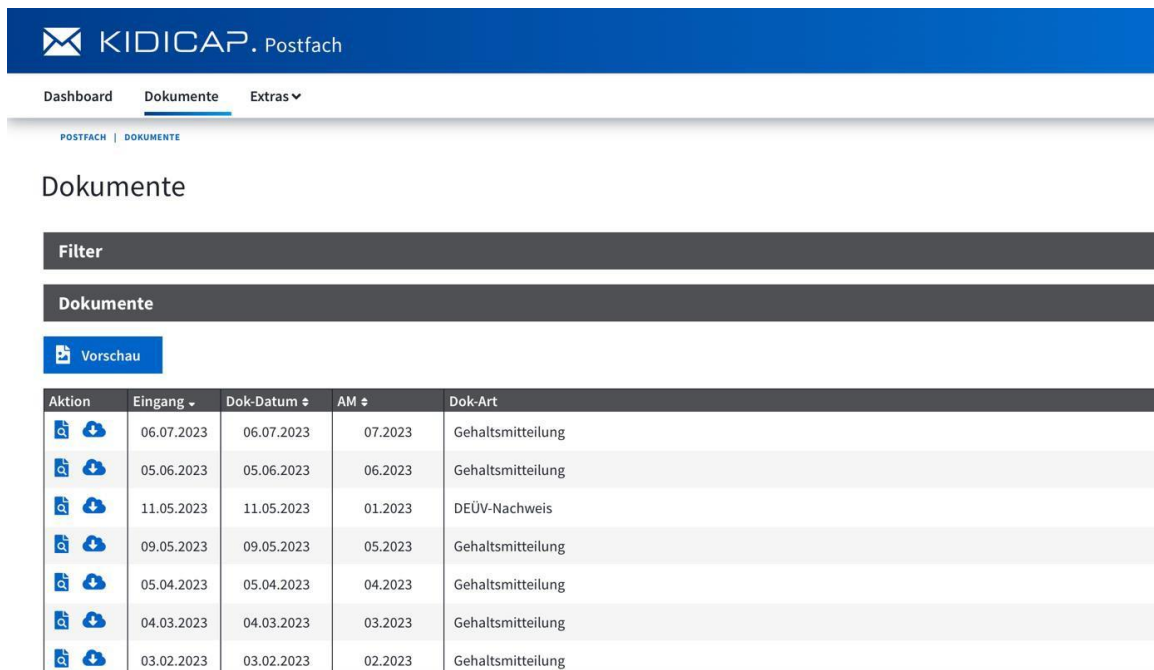 KIDICAP. Postfach
Dashboard Dokumente Extras
POSTFACH | DOKUMENTE
Dokumente
Filter
Dokumente
Vorschau
Aktion Eingang Dok-Datum AM Dok-Art
06.07.2023 06.07.2023 07.2023 Gehaltsmitteilung
05.06.2023 05.06.2023 06.2023 Gehaltsmitteilung
11.05.2023 11.05.2023 01.2023 DEÜV-Nachweis
09.05.2023 09.05.2023 05.2023 Gehaltsmitteilung
05.04.2023 05.04.2023 04.2023 Gehaltsmitteilung
04.03.2023 04.03.2023 03.2023 Gehaltsmitteilung
03.02.2023 03.02.2023 02.2023 Gehaltsmitteilung